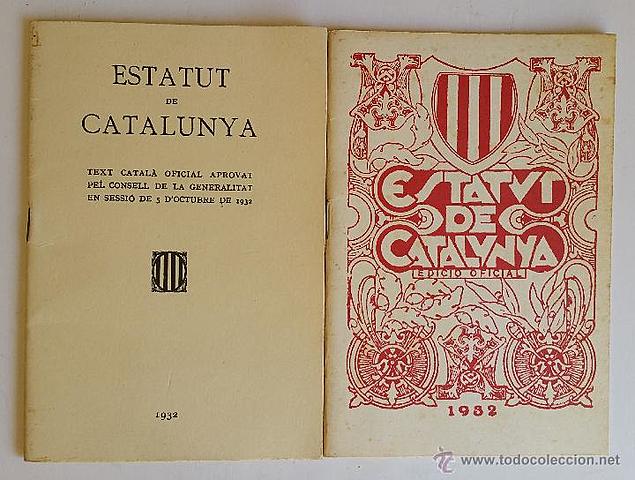 ESTATUT
DE
CATALUNYA
TEXT CATALÀ OFICIAL APROVAT
PEL CONSELL DE LA GENERALITAT
EN SESSIÓ DE 5 D'OCTUBRE DE 1932
1932
ESTATUT
DE
CATALUNYA
EDICIÓ OFICIAL
1932
TODOCOLECCION.NET